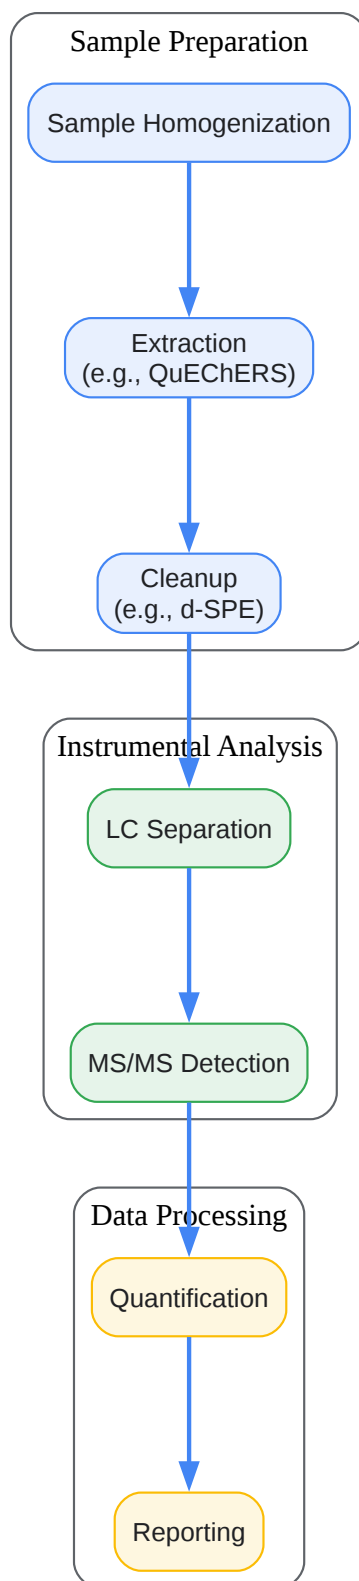 Sample Preparation
Sample Homogenization
Extraction
(e.g., QuEChERS)
Cleanup
(e.g., d-SPE)
Instrumental Analysis
LC Separation
MS/MS Detection
Data Processing
Quantification
Reporting